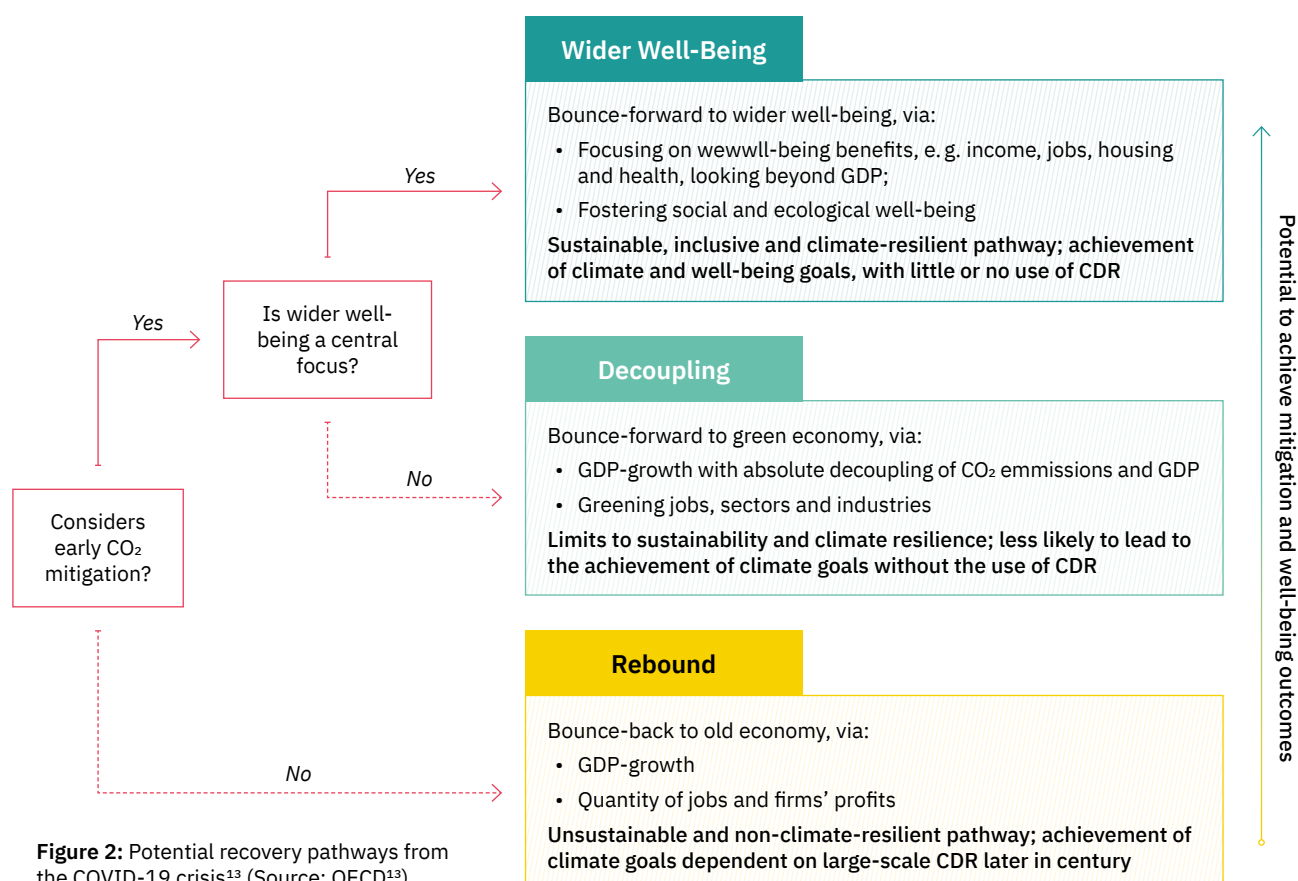 Wider Well-Being
Bounce-forward to wider well-being, via:
• Focusing on wewwll-being benefits, e. g. income, jobs, housing
and health, looking beyond GDP;
• Fostering social and ecological well-being
Sustainable, inclusive and climate-resilient pathway; achievement
of climate and well-being goals, with little or no use of CDR
Yes
Is wider well-
being a central
focus?
Yes
Decoupling
Bounce-forward to green economy, via:
• GDP-growth with absolute decoupling of CO₂ emmissions and GDP
• Greening jobs, sectors and industries
Limits to sustainability and climate resilience; less likely to lead to
the achievement of climate goals without the use of CDR
No
Considers
early CO₂
mitigation?
Rebound
Bounce-back to old economy, via:
• GDP-growth
• Quantity of jobs and firms’ profits
Unsustainable and non-climate-resilient pathway; achievement of
climate goals dependent on large-scale CDR later in century
No
Potential to achieve mitigation and well-being outcomes
Figure 2: Potential recovery pathways from
the COVID-19 crisis¹³ (Source: OECD¹³)